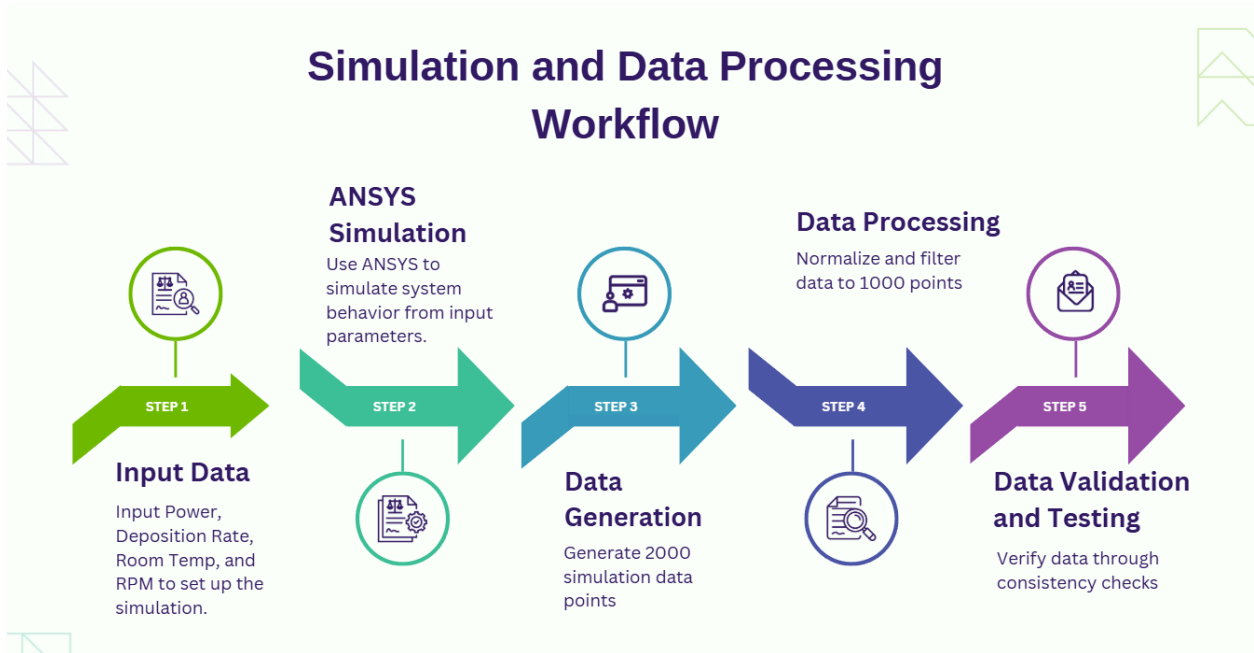 Simulation and Data Processing
Workflow
STEP 1
Input Data
Input Power,
Deposition Rate,
Room Temp, and
RPM to set up the
simulation.
ANSYS
Simulation
Use ANSYS to
simulate system
behavior from input
parameters.
STEP 2
STEP 3
Data
Generation
Generate 2000
simulation data
points
Data Processing
Normalize and filter
data to 1000 points
STEP 4
STEP 5
Data Validation
and Testing
Verify data through
consistency checks